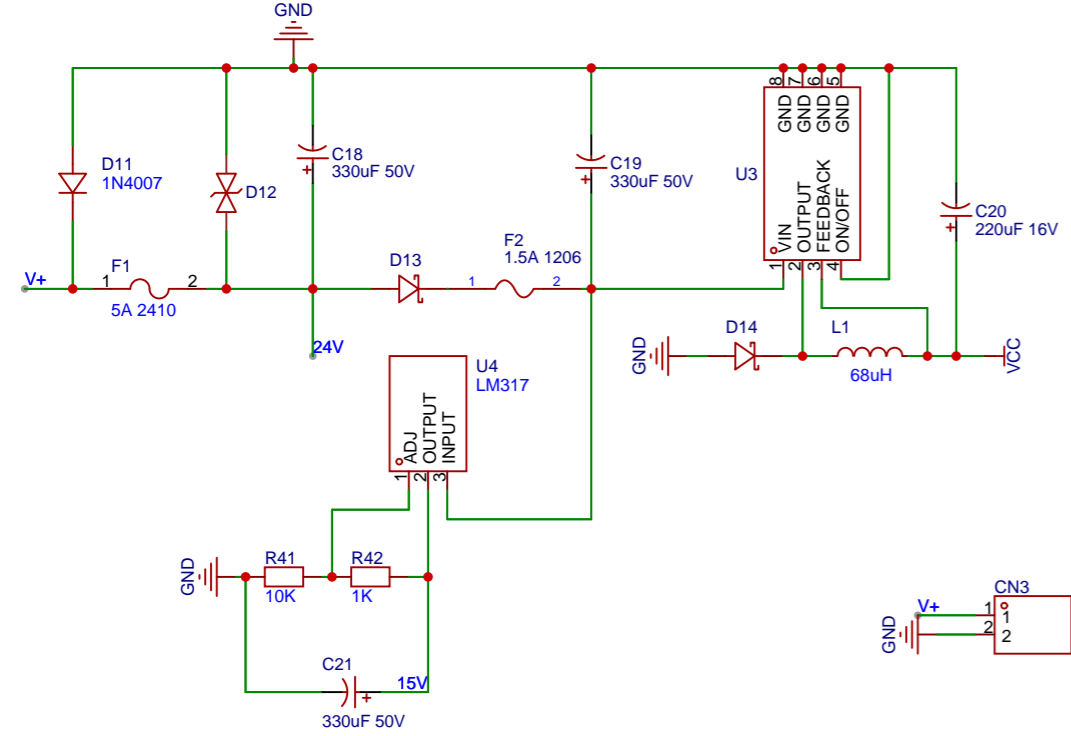 GND
D11
1N4007
D12
C18
330uF 50V
C19
330uF 50V
U3
8
7
6
5
GND
GND
GND
GND
VIN
OUTPUT
FEEDBACK
ON/OFF
1
2
3
4
C20
220uF 16V
V+
F1
1
2
5A 2410
D13
F2
1.5A 1206
1
2
24V
GND
D14
L1
68uH
VCC
U4
LM317
ADJ
OUTPUT
INPUT
1
2
3
GND
R41
10K
R42
1K
C21
330uF 50V
15V
CN3
V+
GND
1
2
1
2